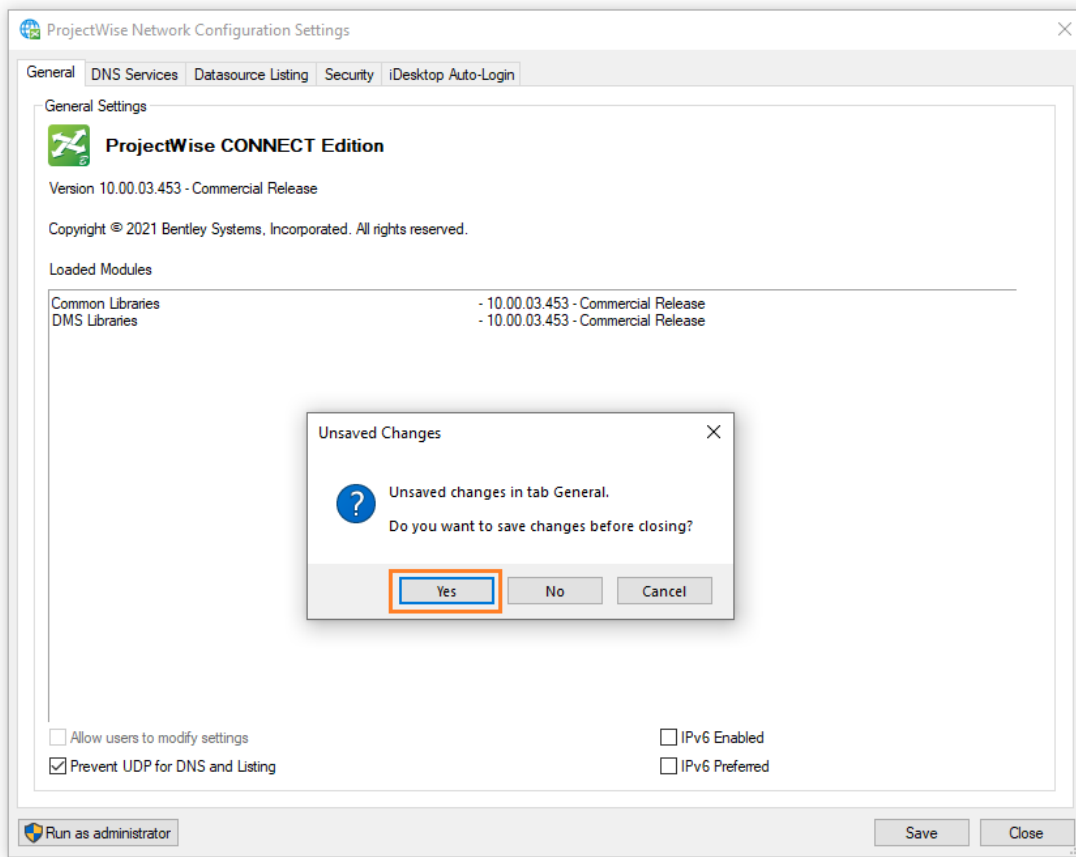 ProjectWise Network Configuration Settings
General DNS Services Datasource Listing Security iDesktop Auto-Login
General Settings
ProjectWise CONNECT Edition
Version 10.00.03.453 - Commercial Release
Copyright © 2021 Bentley Systems, Incorporated. All rights reserved.
Loaded Modules
Common Libraries - 10.00.03.453 - Commercial Release
DMS Libraries - 10.00.03.453 - Commercial Release
Unsaved Changes
Unsaved changes in tab General.
Do you want to save changes before closing?
Yes No Cancel
Allow users to modify settings IPv6 Enabled
Prevent UDP for DNS and Listing IPv6 Preferred
Run as administrator Save Close